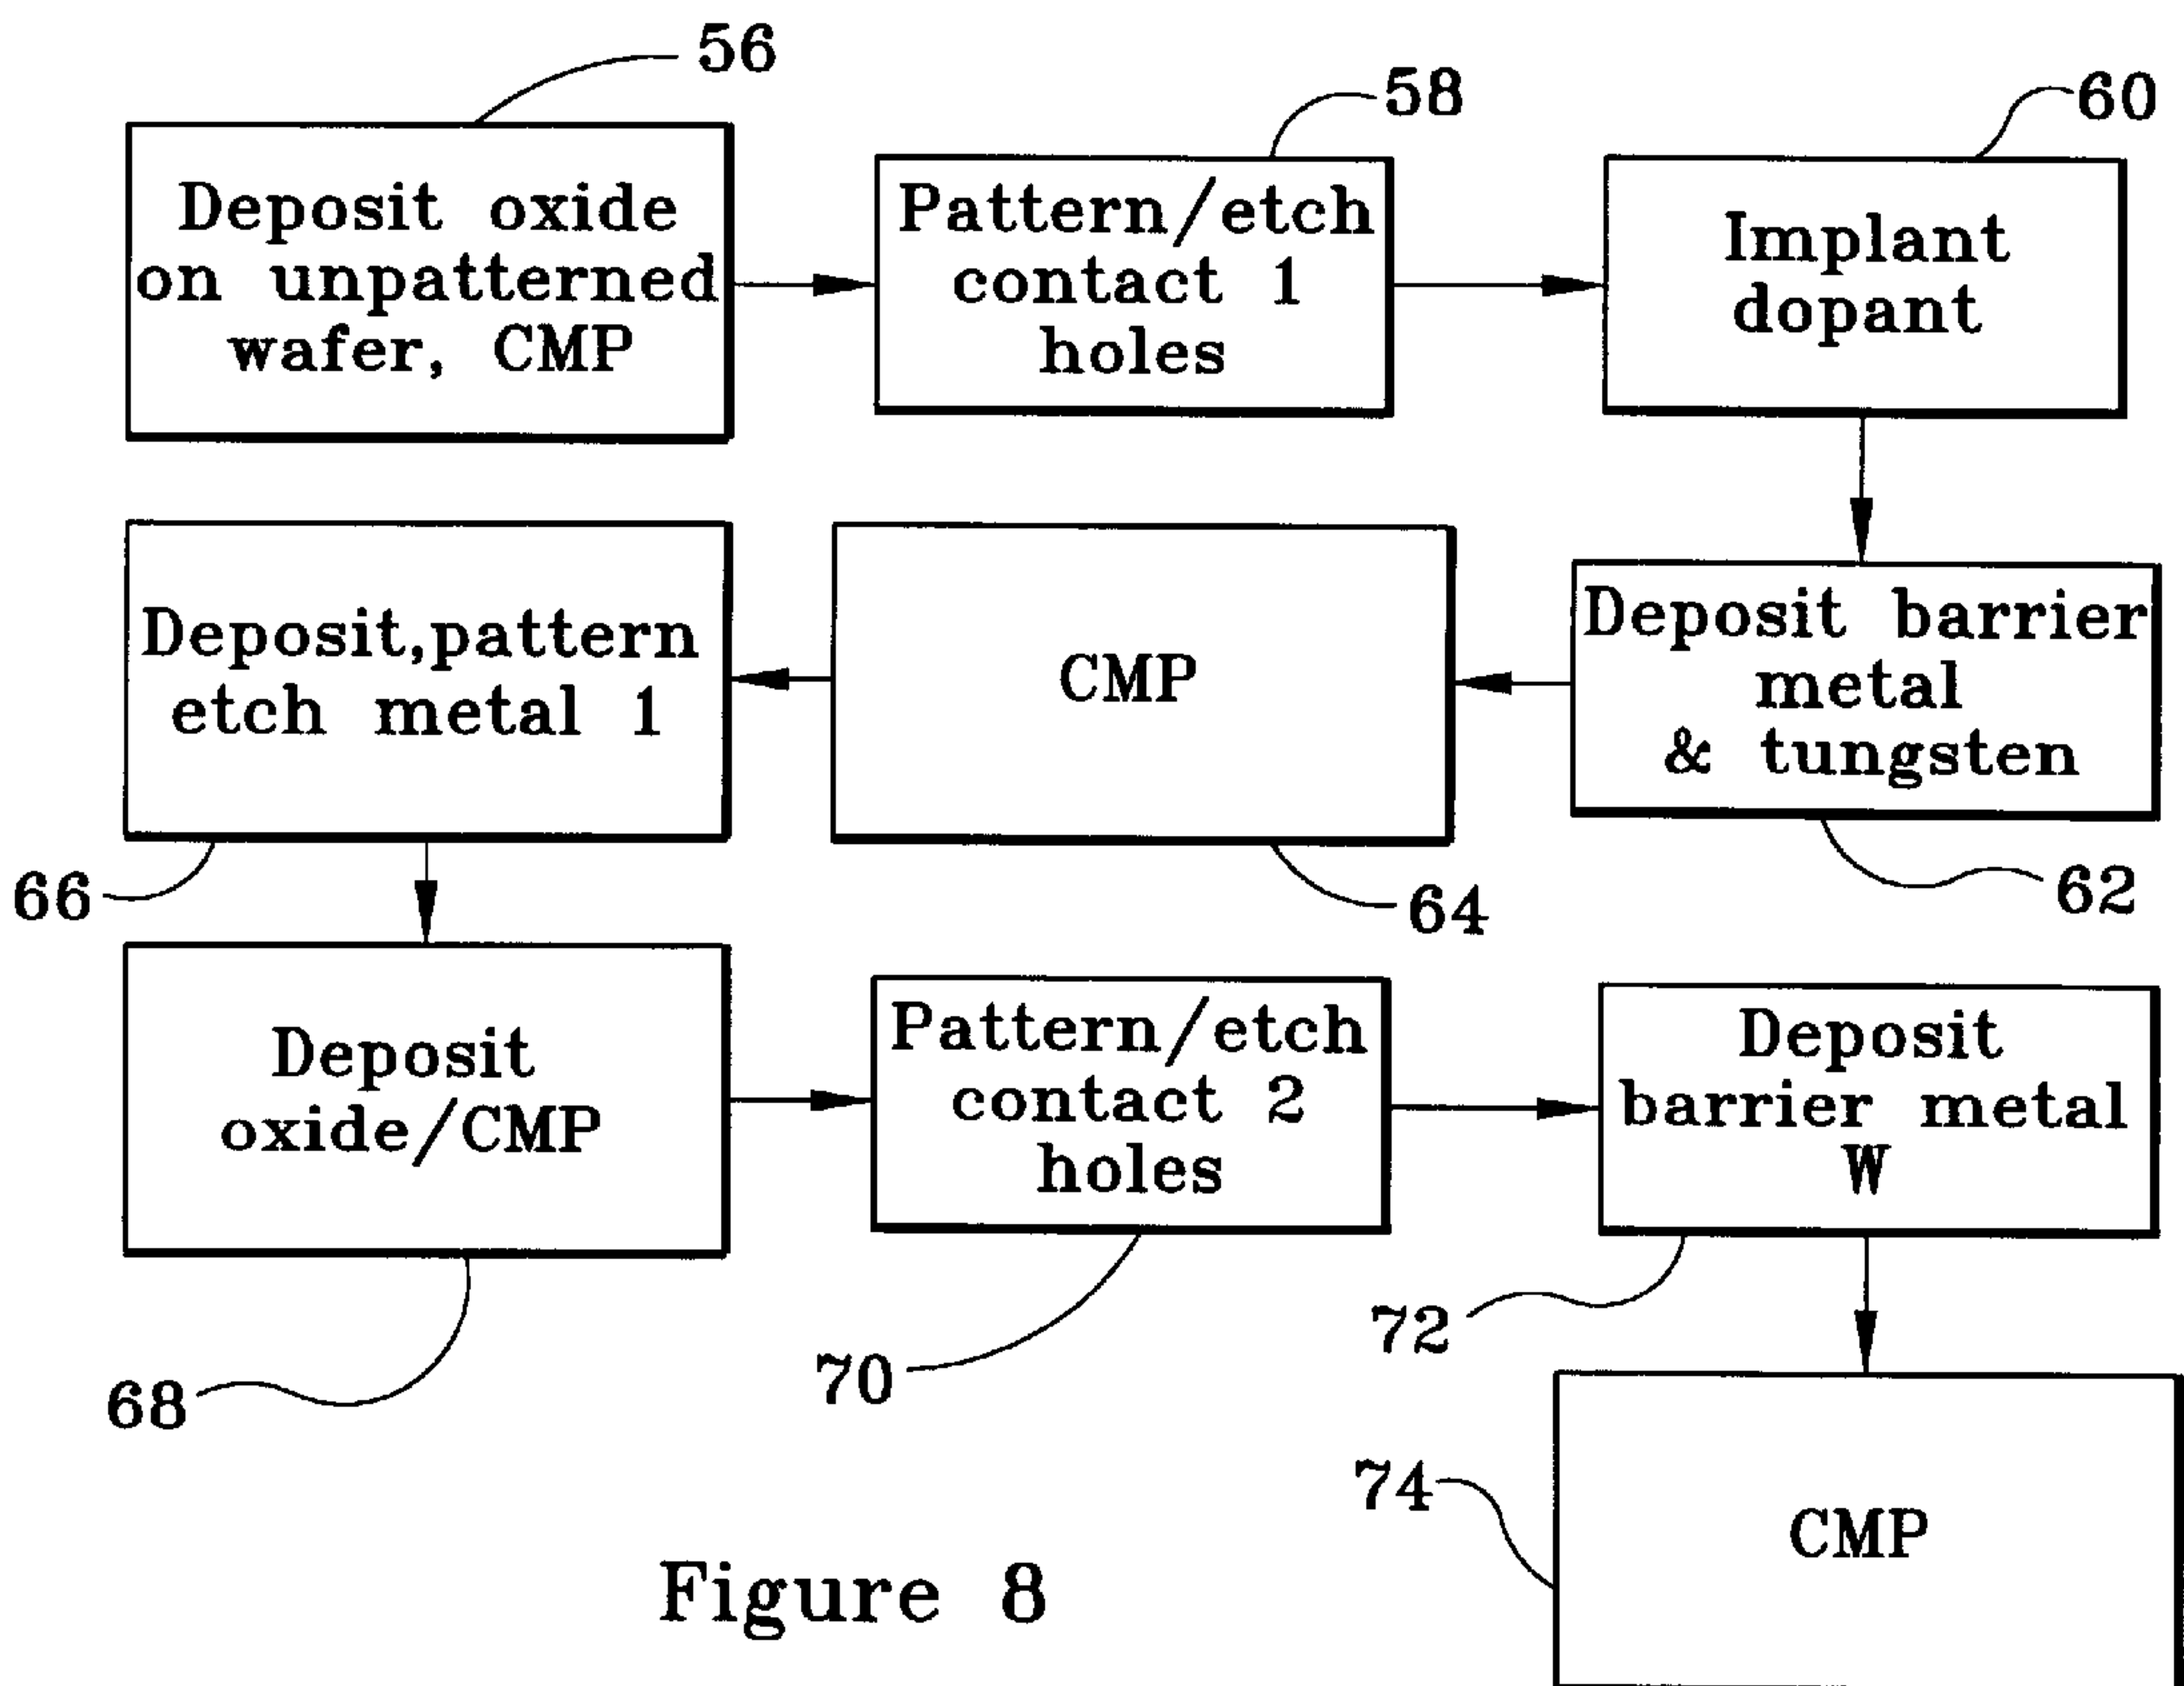 56
Deposit oxide
on unpatterned
wafer, CMP
58
Pattern/etch
contact 1
holes
60
Implant
dopant
Deposit barrier
metal
& tungsten
62
CMP
64
Deposit,pattern
etch metal 1
66
Deposit
oxide/CMP
68
Pattern/etch
contact 2
holes
70
Deposit
barrier metal
W
72
CMP
74
Figure 8